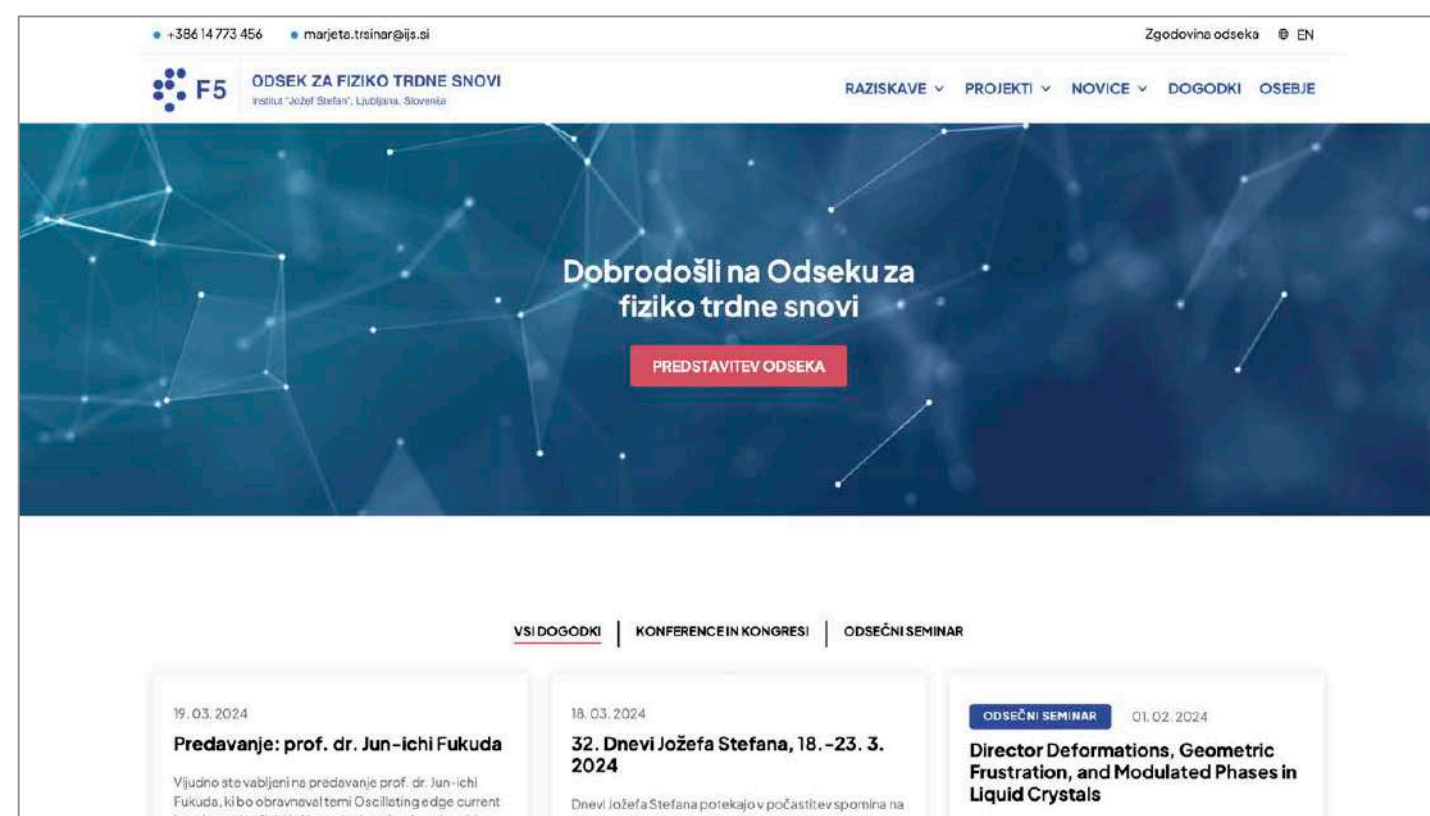 +386 14 773 456 marjeta.trsinar@ijs.si Zgodovina odseka EN
F5 ODSEK ZA FIZIKO TRDNE SNOVI
Institut "Jožef Stefan", Ljubljana, Slovenija
RAZISKAVE PROJEKTI NOVICE DOGODKI OSEBJE
Dobrodošli na Odseku za
fiziko trdne snovi
PREDSTAVITEV ODSEKA
VSI DOGODKI KONFERENCE IN KONGRESI ODSEČNI SEMINAR
19. 03. 2024
Predavanje: prof. dr. Jun-ichi Fukuda
Vljudno ste vabljeni na predavanje prof. dr. Jun-ichi
Fukuda, ki bo obravnaval temi Oscillating edge current
18. 03. 2024
32. Dnevi Jožefa Stefana, 18.-23. 3.
2024
Dnevi Jožefa Stefana potekajo v počastitev spomina na
ODSEČNI SEMINAR 01. 02. 2024
Director Deformations, Geometric
Frustration, and Modulated Phases in
Liquid Crystals